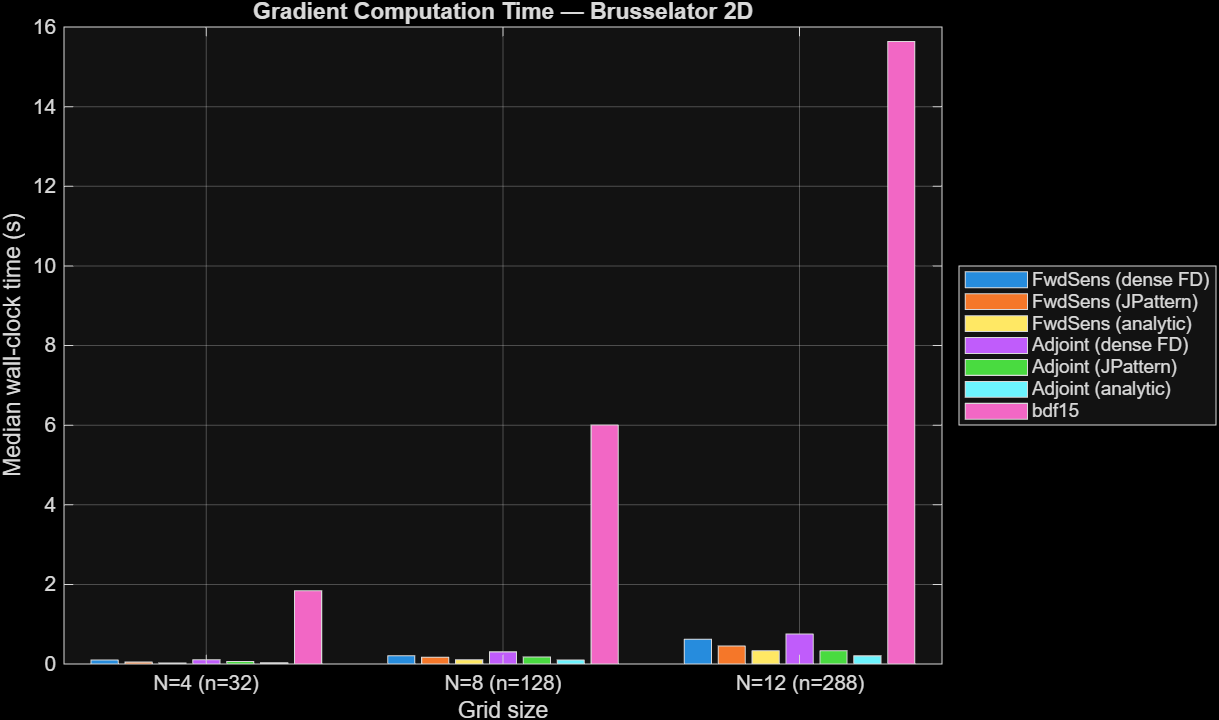 Gradient Computation Time — Brusselator 2D
Median wall-clock time (s)
16
14
12
10
8
6
4
2
0
N=4 (n=32)
N=8 (n=128)
N=12 (n=288)
Grid size
FwdSens (dense FD)
FwdSens (JPattern)
FwdSens (analytic)
Adjoint (dense FD)
Adjoint (JPattern)
Adjoint (analytic)
bdf15